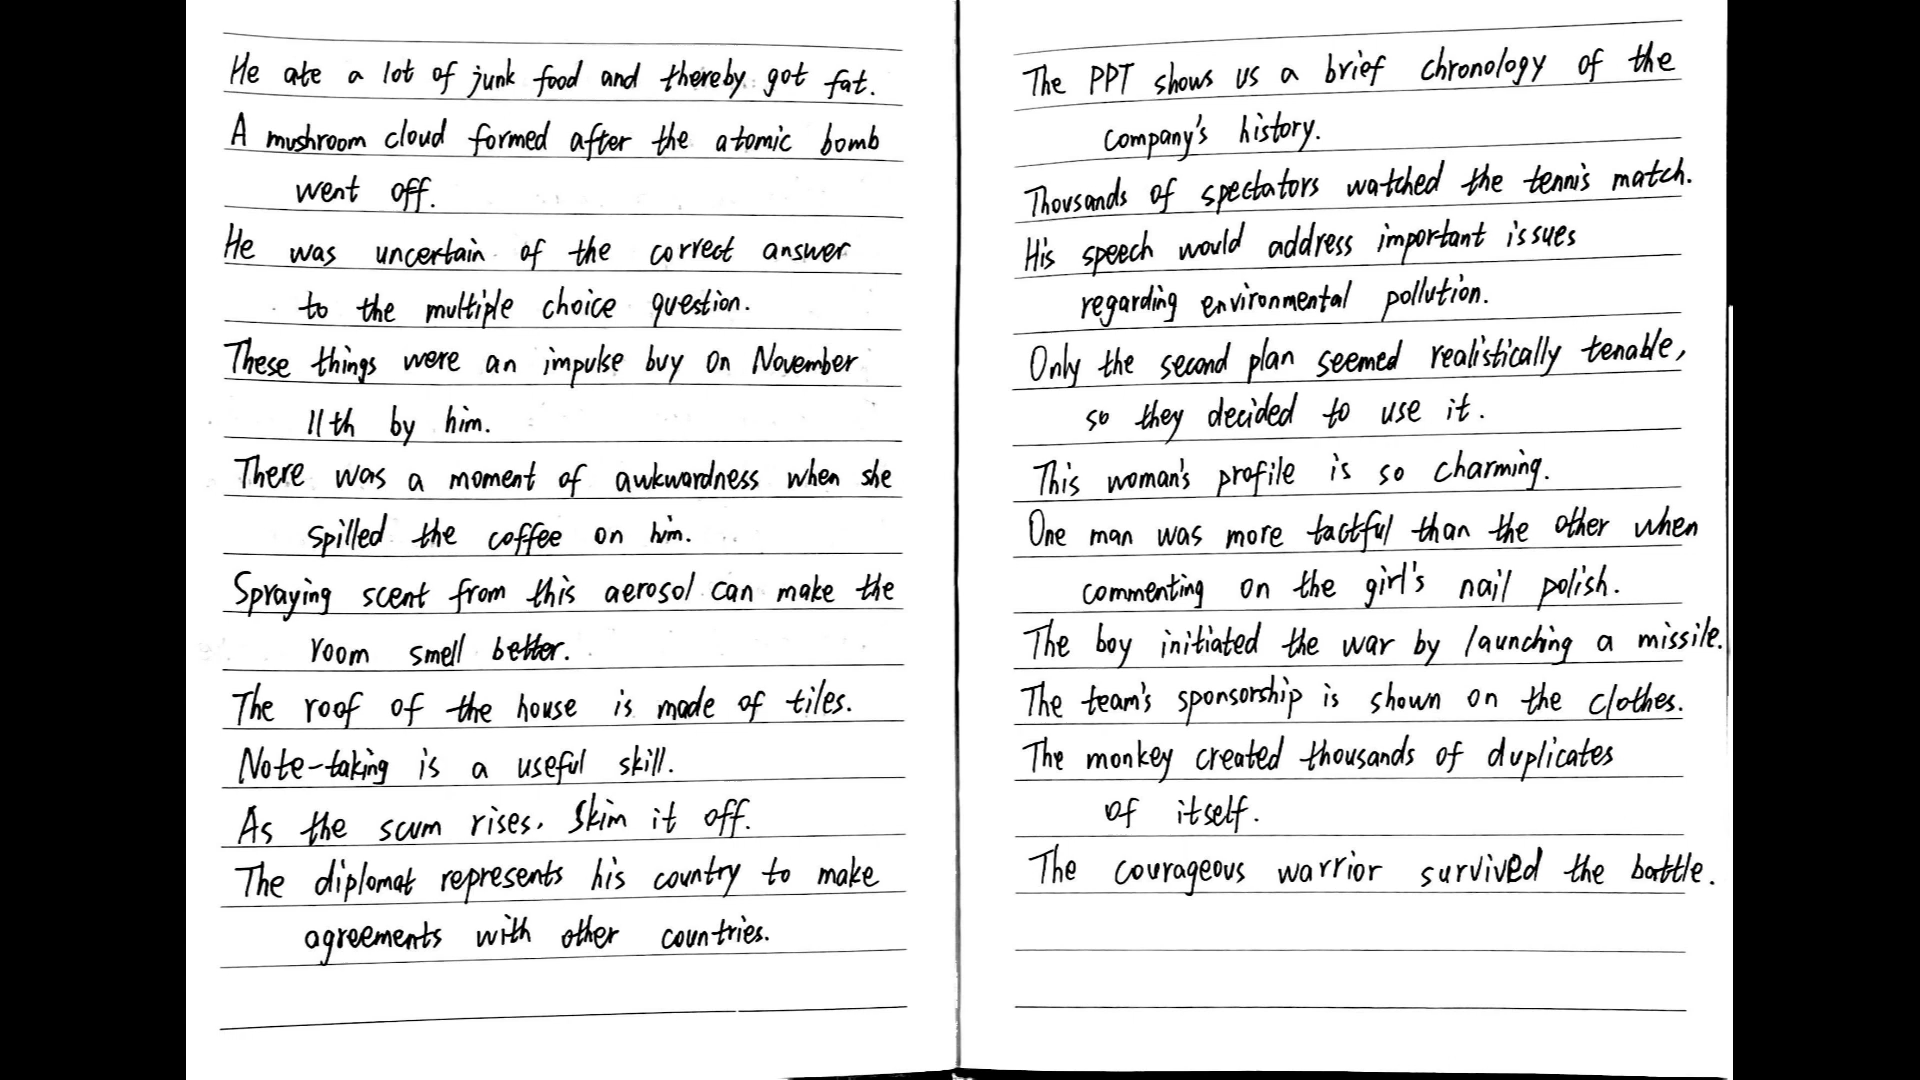 He ate a lot of junk food and thereby got fat.
A mushroom cloud formed after the atomic bomb
went off.
He was uncertain of the correct answer
to the multiple choice question.
These things were an impulse buy on November
11th by him.
There was a moment of awkwardness when she
spilled the coffee on him.
Spraying scent from this aerosol can make the
room smell better.
The roof of the house is made of tiles.
Note-taking is a useful skill.
As the scum rises, skim it off.
The diplomat represents his country to make
agreements with other countries.
The PPT shows us a brief chronology of the
company's history.
Thousands of spectators watched the tennis match.
His speech would address important issues
regarding environmental pollution.
Only the second plan seemed realistically tenable,
so they decided to use it.
This woman's profile is so charming.
One man was more tactful than the other when
commenting on the girl's nail polish.
The boy initiated the war by launching a missile.
The team's sponsorship is shown on the clothes.
The monkey created thousands of duplicates
of itself.
The courageous warrior survived the battle.